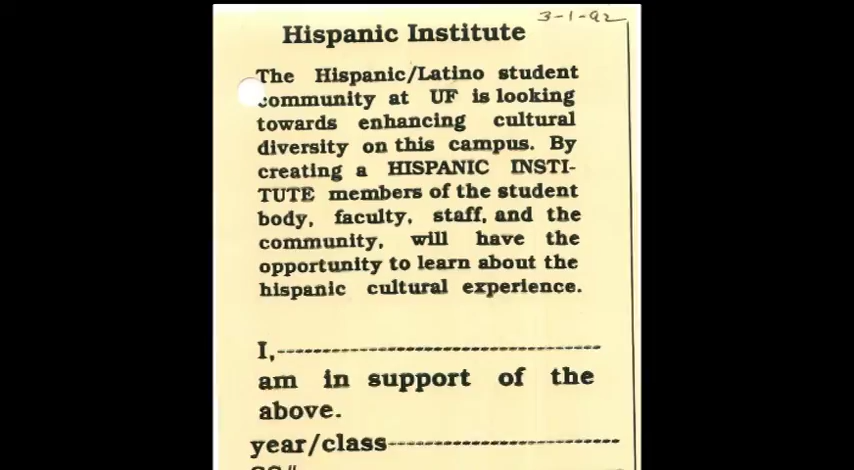 3-1-92
Hispanic Institute
The Hispanic/Latino student
community at UF is looking
towards enhancing cultural
diversity on this campus. By
creating a HISPANIC INSTI-
TUTE members of the student
body, faculty, staff, and the
community, will have the
opportunity to learn about the
hispanic cultural experience.
I,
am in support of the
above.
year/class
SS#